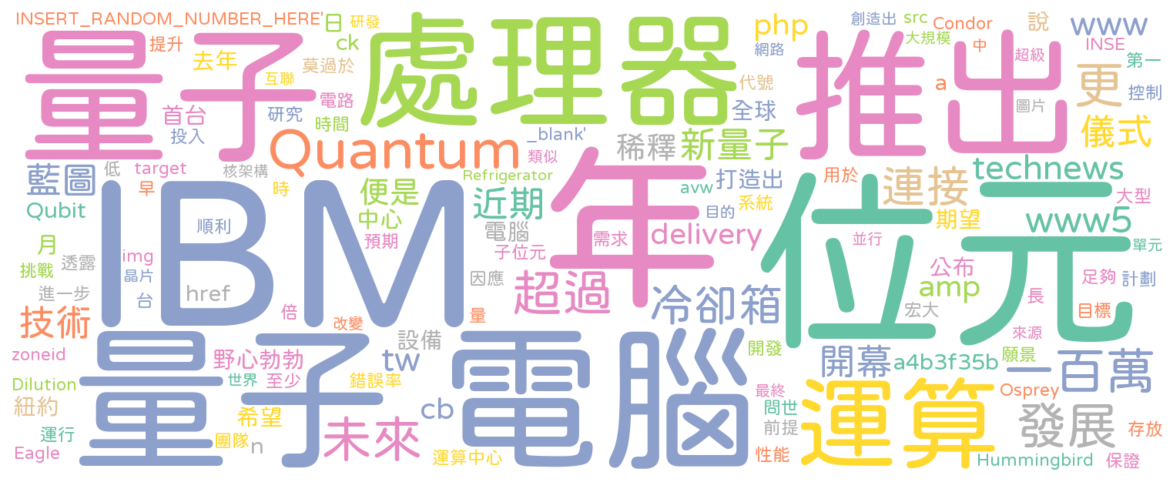 INSERT_RANDOM_NUMBER_HERE'
日
研發
創造出
src
Condor
說
www
提升
ck
php
網路
大規模
中
超級
INSE
量子
去年
互聯
莫過於
處理器
推出
第一
代號
a
更
控制
首台
電路
研究
時間
投入
全球
圖片
儀式
Quantum
_blank'
類似
稀釋
新量子
藍圖
低
target
早
核架構
時
Refrigerator
便是
avw
打造出
用於
連接
technews
大型
Qubit
順利
中心
近期
年
目的
系統
期望
www5
位元
月
預期
電腦
子位元
需求
delivery
並行
單元
挑戰
透露
img
晶片
IBM
因應
超過
公布
足夠
計劃
進一步
台
href
倍
量
冷卻箱
amp
宏大
長
目標
技術
改變
設備
來源
zoneid
野心勃勃
tw
開發
開幕
a4b3f35b
願景
一百萬
Dilution
世界
至少
錯誤率
量子電腦
最終
運算
Osprey
紐約
希望
cb
問世
發展
運行
團隊
n
未來
前提
存放
Eagle
運算中心
性能
Hummingbird
保證